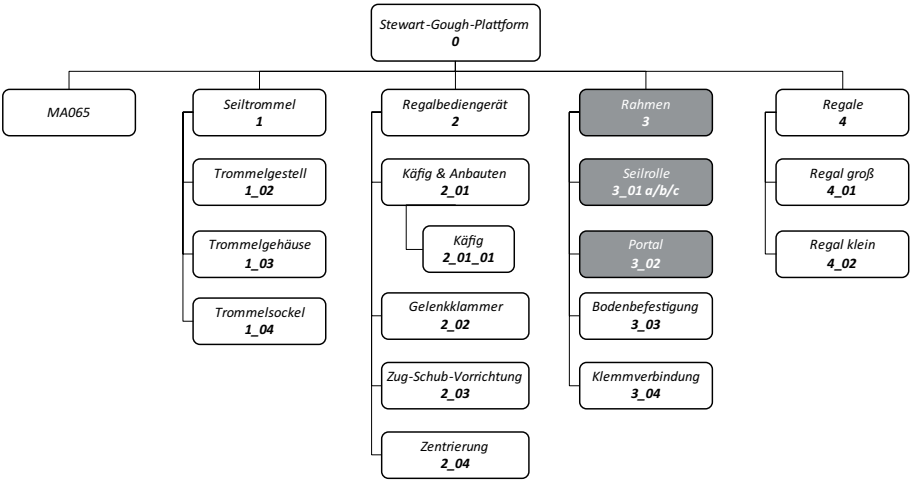 Stewart-Gough-Plattform
0
MA065
Seiltrommel
1
Trommelgestell
1_02
Trommelgehäuse
1_03
Trommelsockel
1_04
Regalbediengerät
2
Käfig & Anbauten
2_01
Käfig
2_01_01
Gelenkklammer
2_02
Zug-Schub-Vorrichtung
2_03
Zentrierung
2_04
Rahmen
3
Seilrolle
3_01 a/b/c
Portal
3_02
Bodenbefestigung
3_03
Klemmverbindung
3_04
Regale
4
Regal groß
4_01
Regal klein
4_02